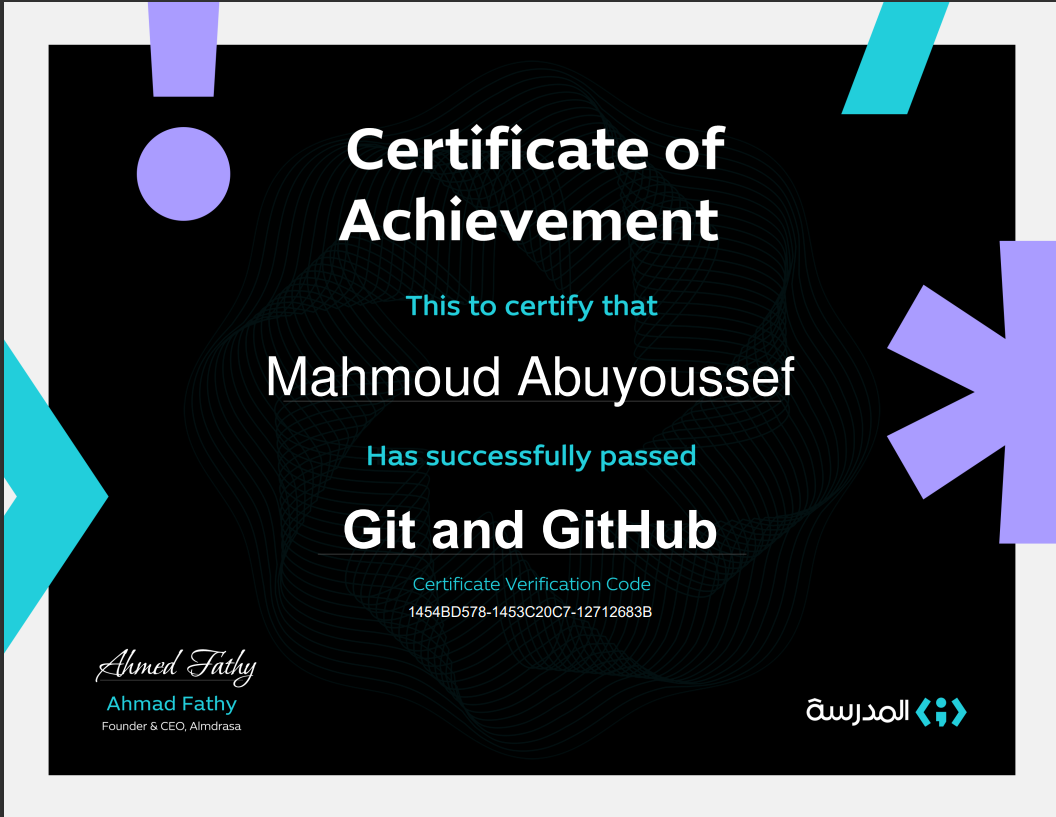 Certificate of
Achievement
This to certify that
Mahmoud Abuyoussef
Has successfully passed
Git and GitHub
Certificate Verification Code
1454BD578-1453C20C7-12712683B
Ahmed Fathy
Ahmad Fathy
Founder & CEO, Almdrasa
المدرسة